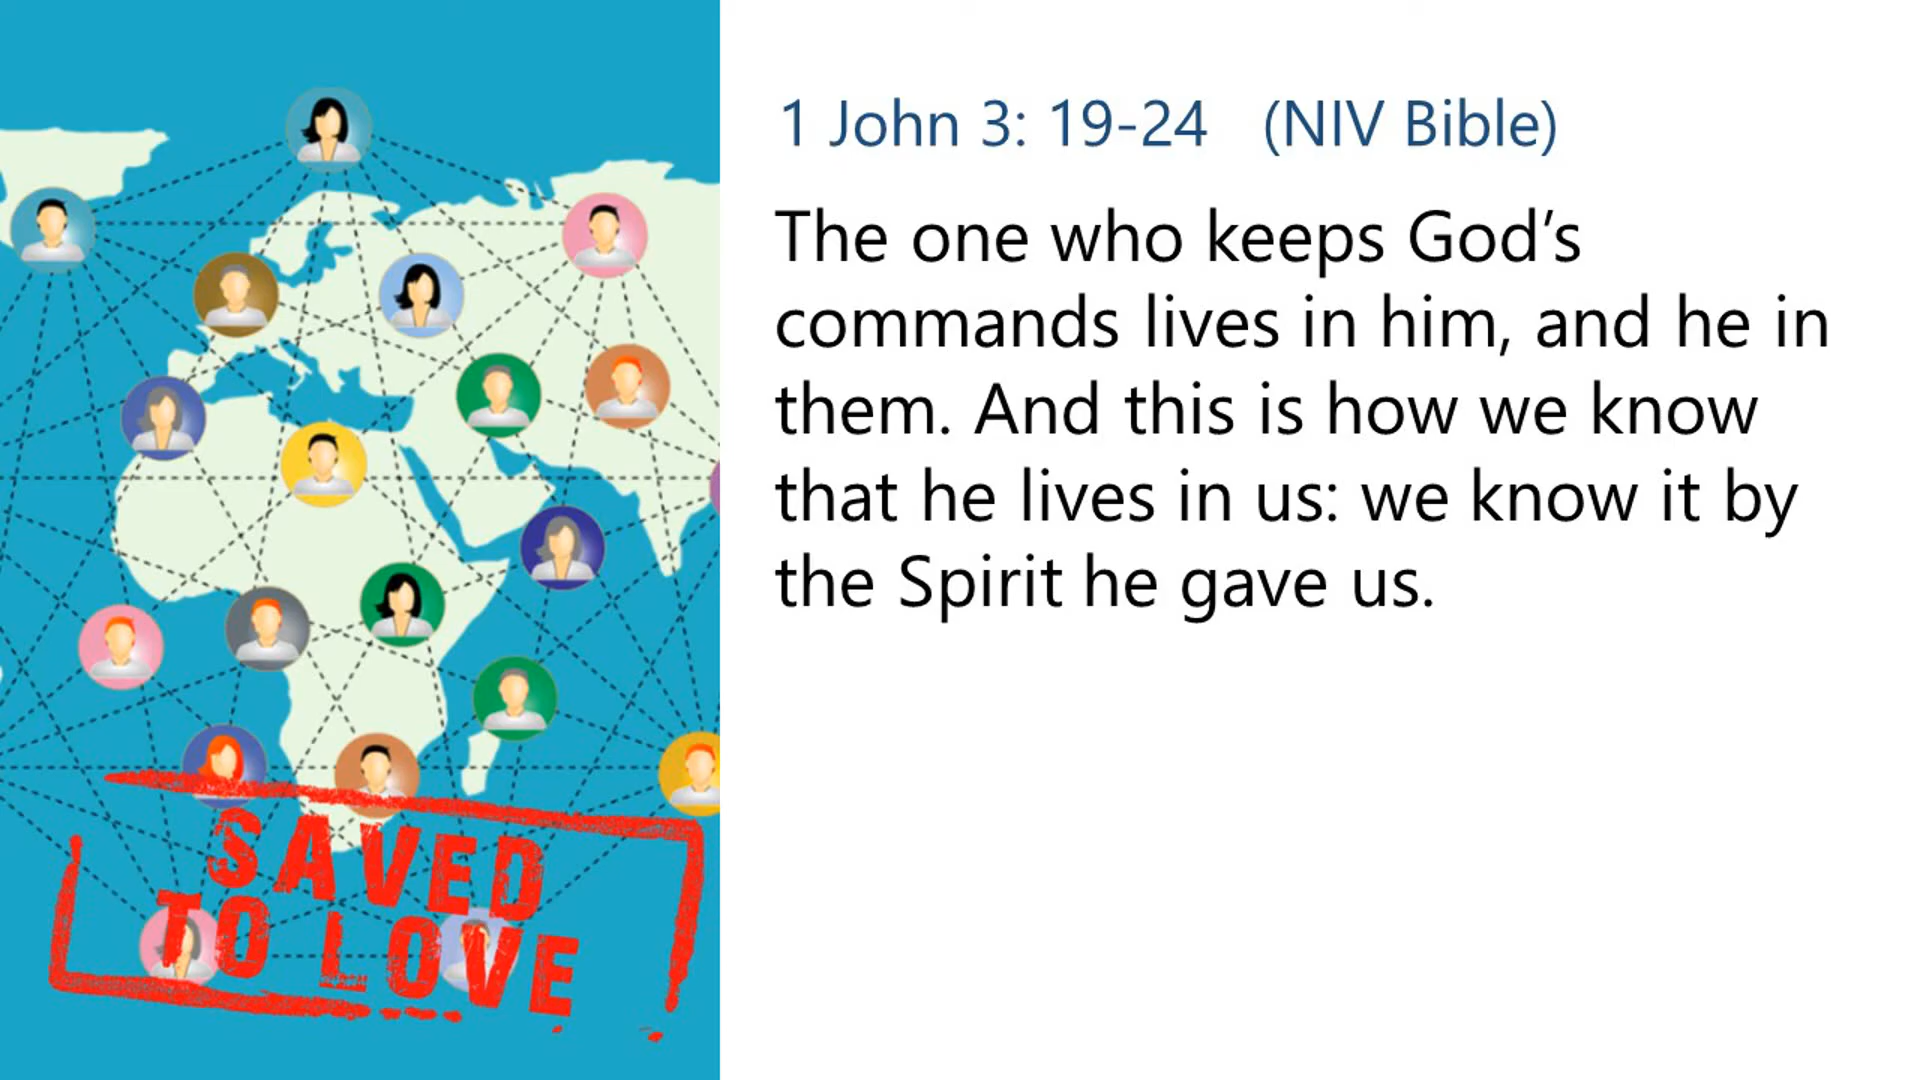 1 John 3: 19-24 (NIV Bible)
The one who keeps God’s
commands lives in him, and he in
them. And this is how we know
that he lives in us: we know it by
the Spirit he gave us.
SAVED
TO LOVE